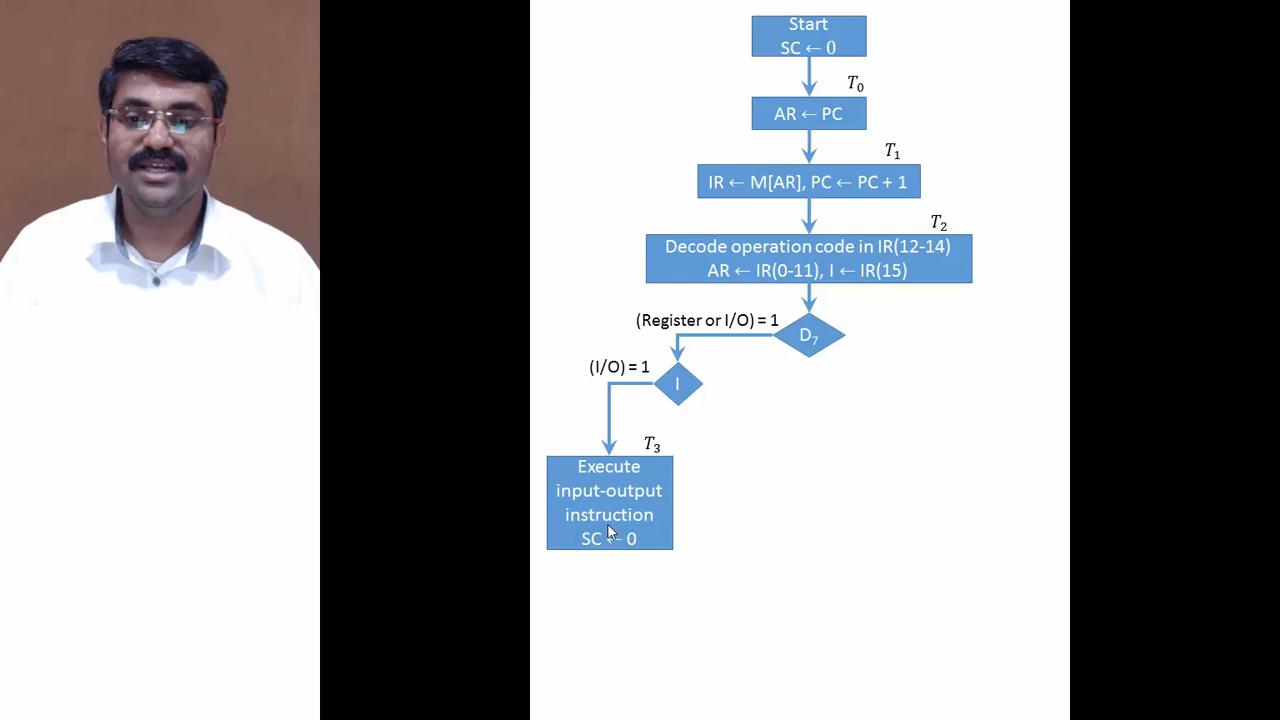 Start
SC ← 0
T₀
AR ← PC
T₁
IR ← M[AR], PC ← PC + 1
T₂
Decode operation code in IR(12-14)
AR ← IR(0-11), I ← IR(15)
(Register or I/O) = 1
D₇
(I/O) = 1
I
T₃
Execute
input-output
instruction
SC ← 0